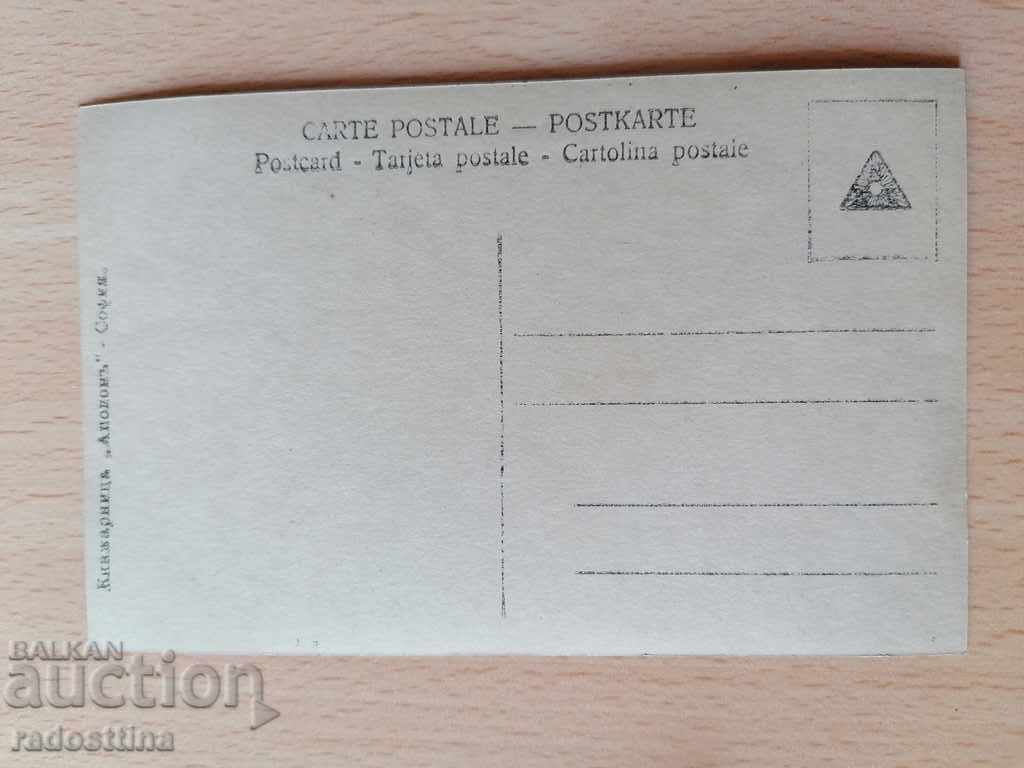 CARTE POSTALE — POSTKARTE
Postcard - Tarjeta postale - Cartolina postale
Книжарница „Аполонъ" - София.
BALKAN
auction
radosttina